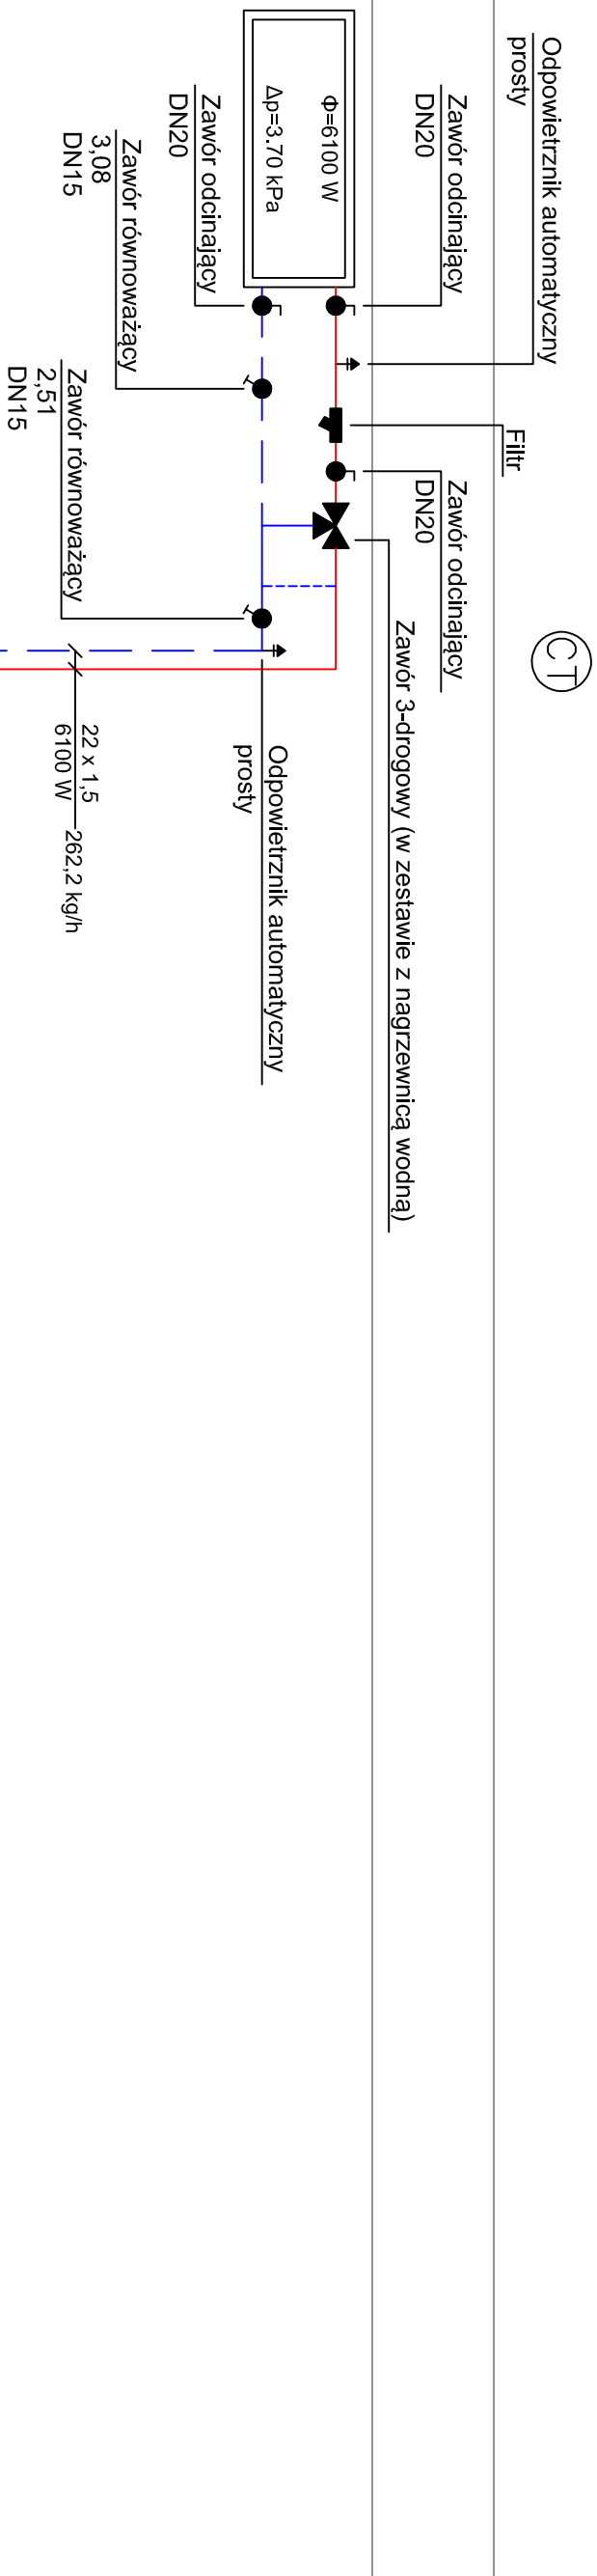 CT
Odpowietrznik automatyczny
prosty
Filtr
Zawór odcinający
DN20
Zawór odcinający
DN20
Zawór 3-drogowy (w zestawie z nagrzewnicą wodną)
Φ=6100 W
Δp=3.70 kPa
Zawór odcinający
DN20
Odpowietrznik automatyczny
prosty
Zawór równoważący
3,08
DN15
Zawór równoważący
2,51
DN15
22 x 1,5
6100 W
262,2 kg/h